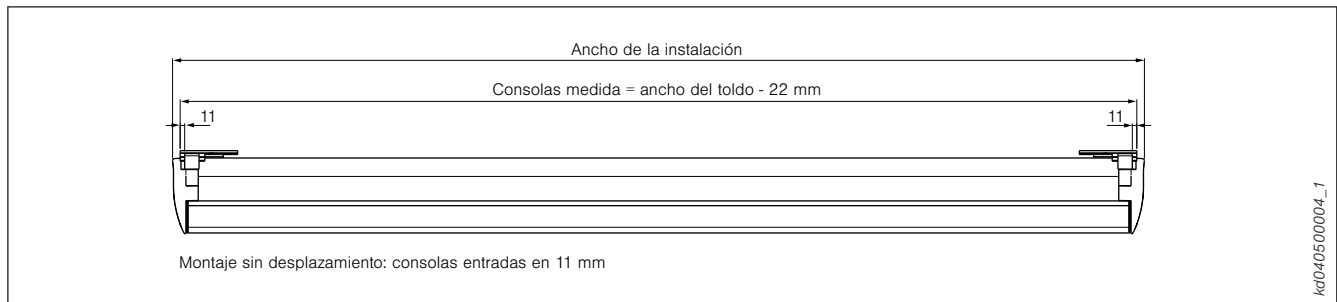 Ancho de la instalación
Consolas medida = ancho del toldo - 22 mm
11
11
Montaje sin desplazamiento: consolas entradas en 11 mm
kd040500004_1